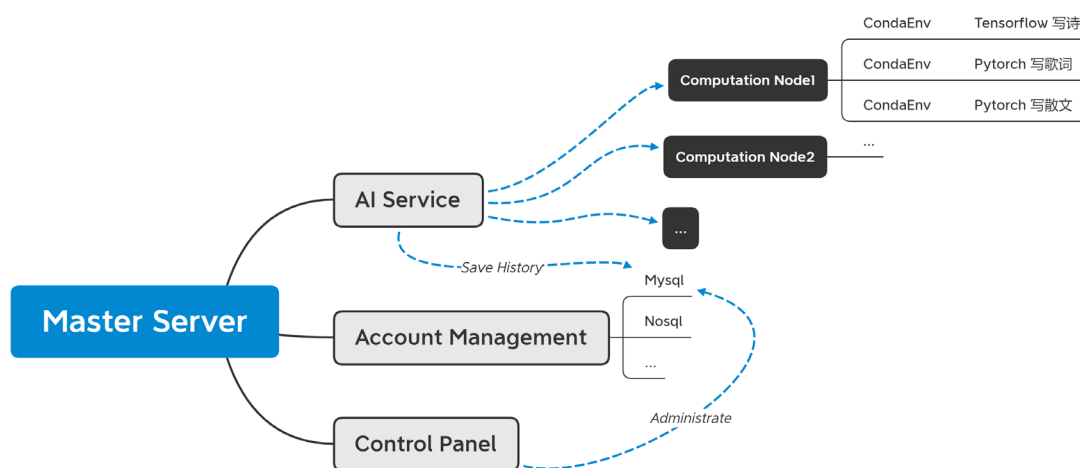 CondaEnv Tensorflow 写诗
CondaEnv Pytorch 写歌词
Computation Node1
CondaEnv Pytorch 写散文
...
Computation Node2
AI Service
...
Save History
Mysql
Master Server
Nosql
Account Management
...
Administrate
Control Panel